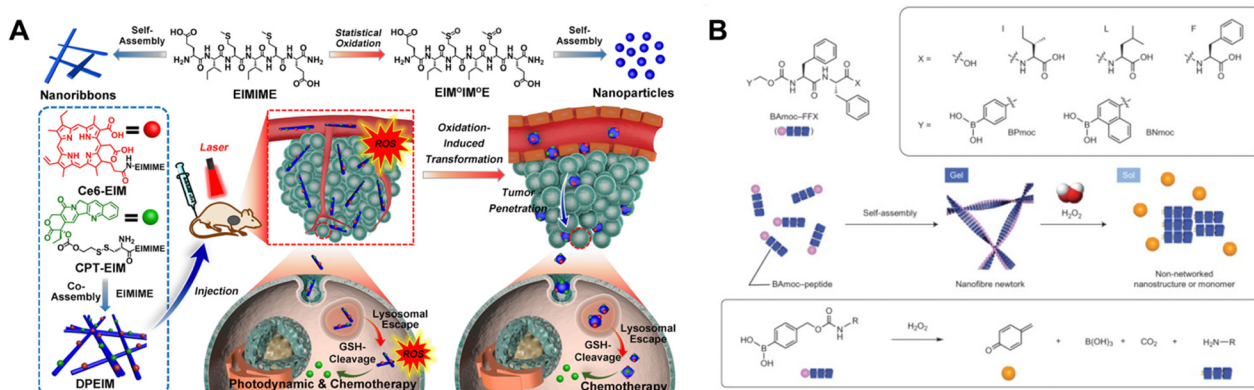 A
Self-
Assembly
Statistical
Oxidation
Self-
Assembly
Nanoribbons
EIMIME
EIMᴼIMᴼE
Nanoparticles
Ce6-EIM
CPT-EIM
Co-
Assembly
EIMIME
DPEIM
Laser
ROS
Injection
Oxidation-
Induced
Transformation
Tumor
Penetration
Lysosomal
Escape
GSH-
Cleavage
ROS
Photodynamic & Chemotherapy
Lysosomal
Escape
GSH-
Cleavage
Chemotherapy
B
BAmoc–FFX
I
L
F
X =
Y =
BPmoc
BNmoc
Self-assembly
BAmoc–peptide
Gel
Nanofibre newtork
H₂O₂
Sol
Non-networked
nanostructure or monomer
H₂O₂
+ B(OH)₃ + CO₂ + H₂N–R